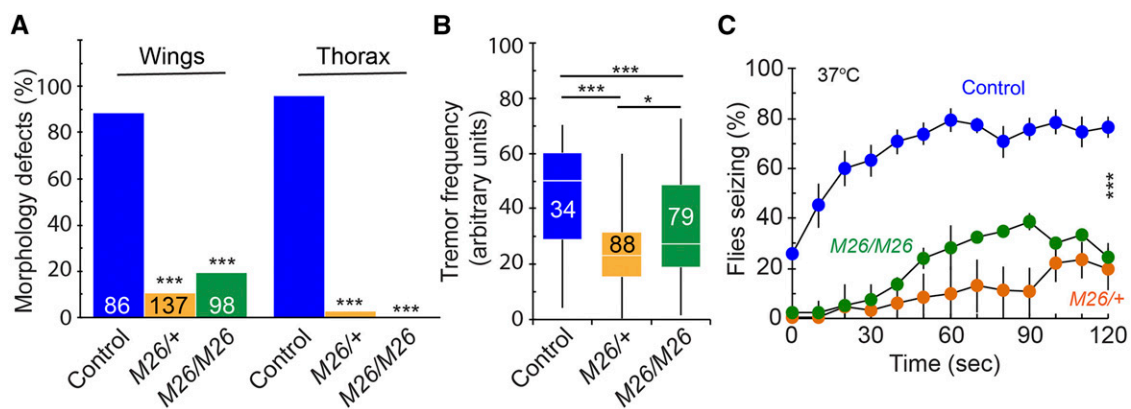 A
Wings
Thorax
Morphology defects (%)
100
80
60
40
20
0
86
***
137
***
98
***
***
Control
M26/+
M26/M26
Control
M26/+
M26/M26
B
Tremor frequency
(arbitrary units)
100
80
60
40
20
0
***
***
*
34
88
79
Control
M26/+
M26/M26
C
Flies seizing (%)
100
80
60
40
20
0
37°C
Control
***
M26/M26
M26/+
0
30
60
90
120
Time (sec)